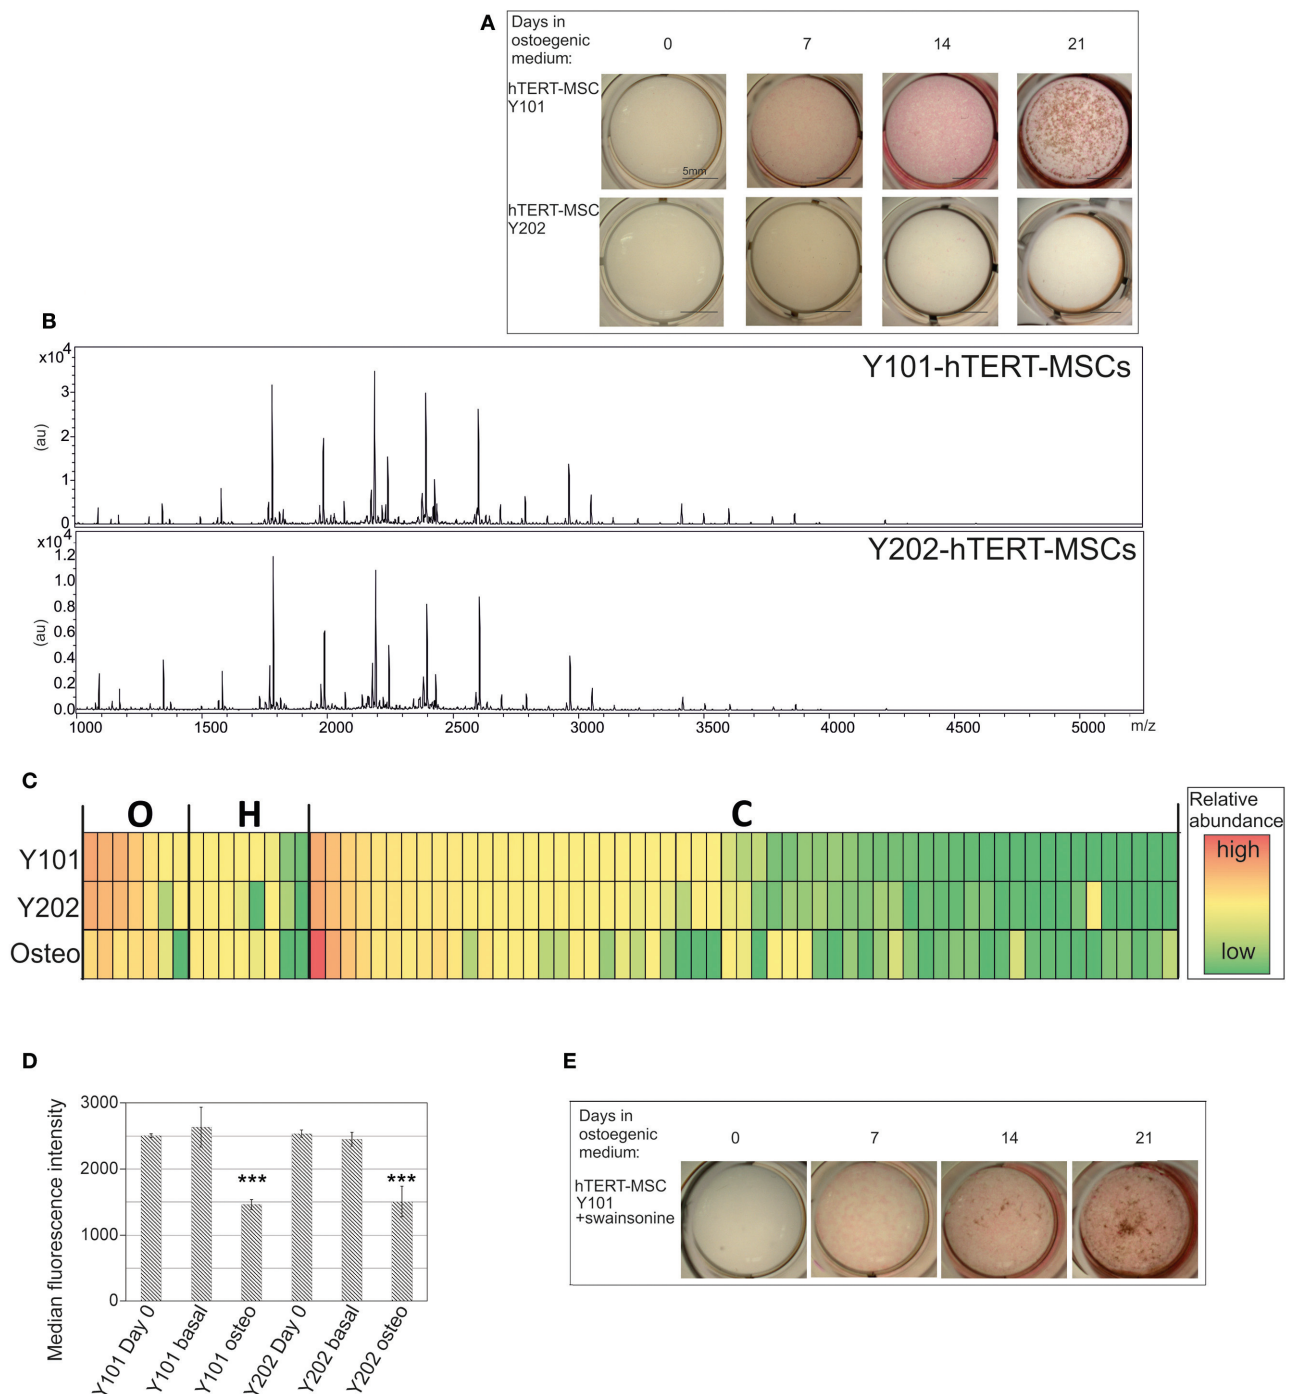 A
Days in
ostoegenic
medium:
0 7 14 21
hTERT-MSC
Y101
5mm
hTERT-MSC
Y202
B
x10⁴
3
2
1
0
(au)
Y101-hTERT-MSCs
x10⁴
1.2
1.0
0.8
0.6
0.4
0.2
0.0
(au)
Y202-hTERT-MSCs
1000 1500 2000 2500 3000 3500 4000 4500 5000 m/z
C
O H C
Y101
Y202
Osteo
Relative
abundance
high
low
D
Median fluorescence intensity
3000
2000
1000
0
*** ***
Y101 Day 0
Y101 basal
Y101 osteo
Y202 Day 0
Y202 basal
Y202 osteo
E
Days in
ostoegenic
medium:
0 7 14 21
hTERT-MSC
Y101
+swainsonine